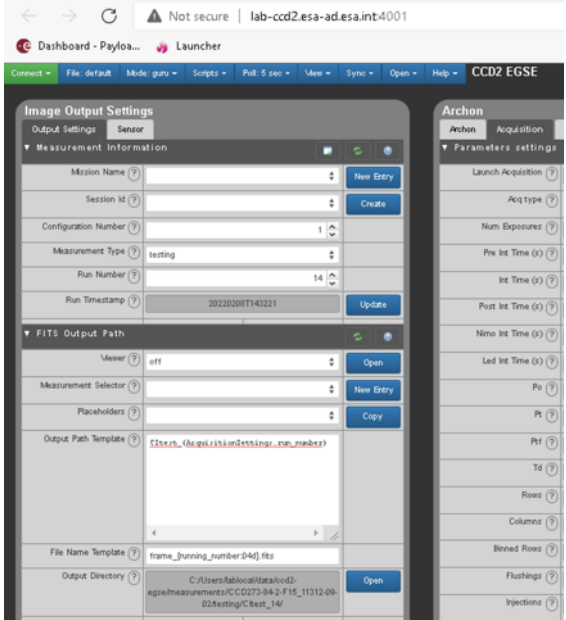 Not secure | lab-ccd2.esa-ad.esa.int:4001
Dashboard - Payloa... Launcher
Connect File: default Mode: guru Scripts Poll: 5 sec View Sync Open Help CCD2 EGSE
Image Output Settings
Output Settings Sensor
Measurement Information
Mission Name (?) New Entry
Session Id (?) Create
Configuration Number (?) 1
Measurement Type (?) testing
Run Number (?) 14
Run Timestamp (?) 20220208T143221 Update
FITS Output Path
Viewer (?) off Open
Measurement Selector (?) New Entry
Placeholders (?) Copy
Output Path Template (?) CItest_{AcquisitionSettings.run_number}
File Name Template (?) frame_{running_number:04d}.fits
Output Directory (?) C:/Users/lablocal/data/ccd2-
egse/measurements/CCD273-84-2-F15_11312-09-
02/testing/CItest_14/
Open
Archon
Archon Acquisition
Parameters settings
Launch Acquisition (?)
Acq type (?)
Num Exposures (?)
Pre Int Time (s) (?)
Int Time (s) (?)
Post Int Time (s) (?)
Nimo Int Time (s) (?)
Led Int Time (s) (?)
Po (?)
Pt (?)
Ptf (?)
Td (?)
Rows (?)
Columns (?)
Binned Rows (?)
Flushings (?)
Injections (?)